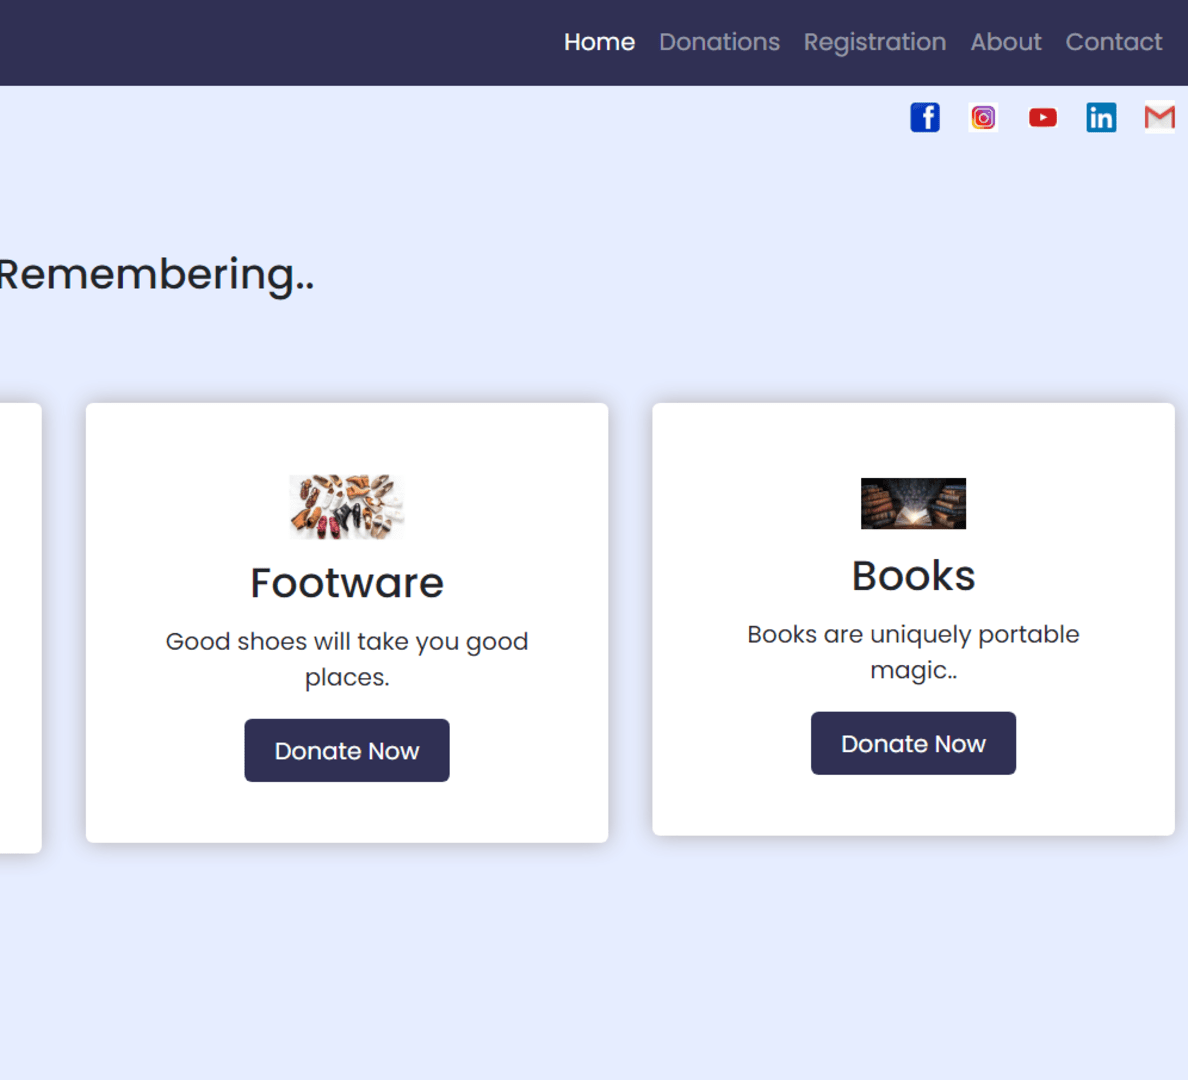 Home Donations Registration About Contact
Remembering..
Footware
Good shoes will take you good
places.
Donate Now
Books
Books are uniquely portable
magic..
Donate Now